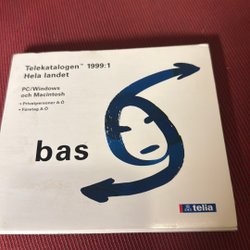 Telekatalogen™ 1999:1
Hela landet
PC/Windows
och Macintosh
• Privatpersoner A-Ö
• Företag A-Ö
bas
telia